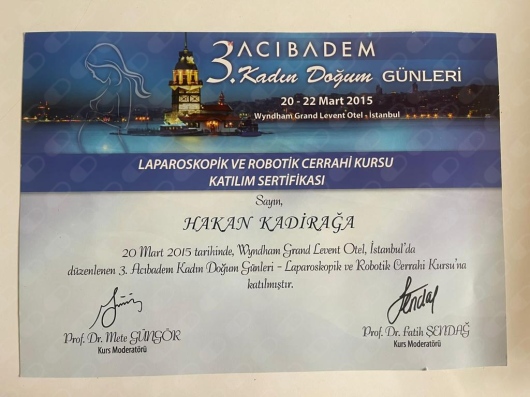 3. ACIBADEM
Kadın Doğum GÜNLERİ
20 - 22 Mart 2015
Wyndham Grand Levent Otel - İstanbul
LAPAROSKOPİK VE ROBOTİK CERRAHİ KURSU
KATILIM SERTİFİKASI
Sayın,
HAKAN KADİRAĞA
20 Mart 2015 tarihinde, Wyndham Grand Levent Otel, İstanbul'da
düzenlenen 3. Acıbadem Kadın Doğum Günleri - Laparoskopik ve Robotik Cerrahi Kursu'na
katılmıştır.
Prof. Dr. Mete GÜNGÖR
Kurs Moderatörü
Prof. Dr. Fatih ŞENDAĞ
Kurs Moderatörü